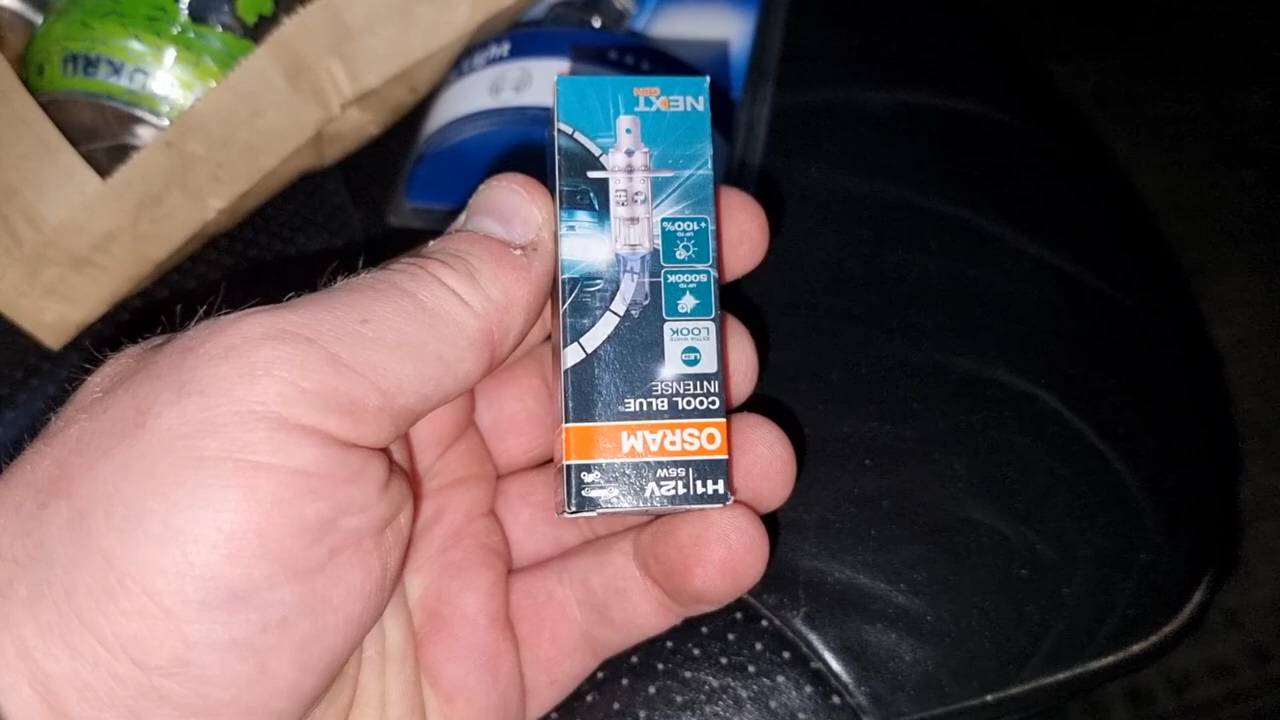 H1|12V
55W
OSRAM
COOL BLUE®
INTENSE
LED
EXTRA WHITE
LOOK
UP TO
5000K
UP TO
+100%
NEXT
GEN
UKRU